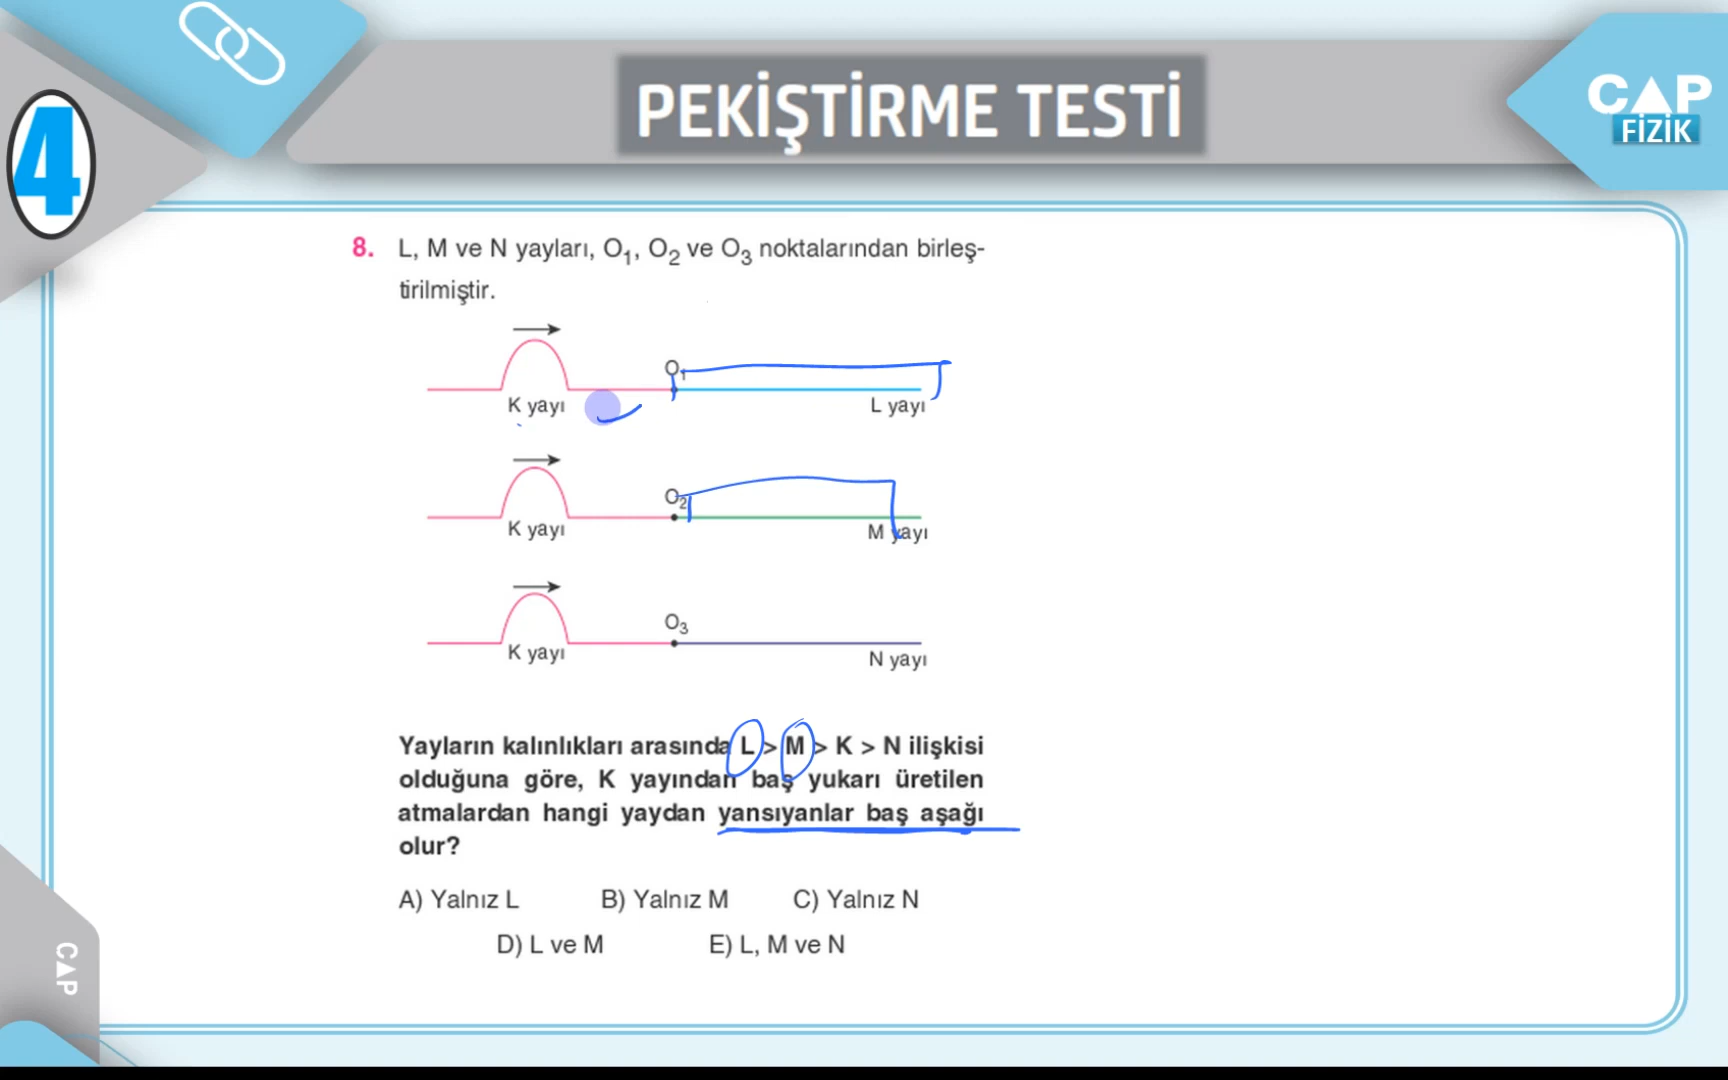 PEKİŞTİRME TESTİ
CAP
FİZİK
4
8. L, M ve N yayları, O1, O2 ve O3 noktalarından birleş-
tirilmiştir.
O1
K yayı
L yayı
O2
K yayı
M yayı
O3
K yayı
N yayı
Yayların kalınlıkları arasında L > M > K > N ilişkisi
olduğuna göre, K yayından baş yukarı üretilen
atmalardan hangi yaydan yansıyanlar baş aşağı
olur?
A) Yalnız L B) Yalnız M C) Yalnız N
D) L ve M E) L, M ve N
CAP